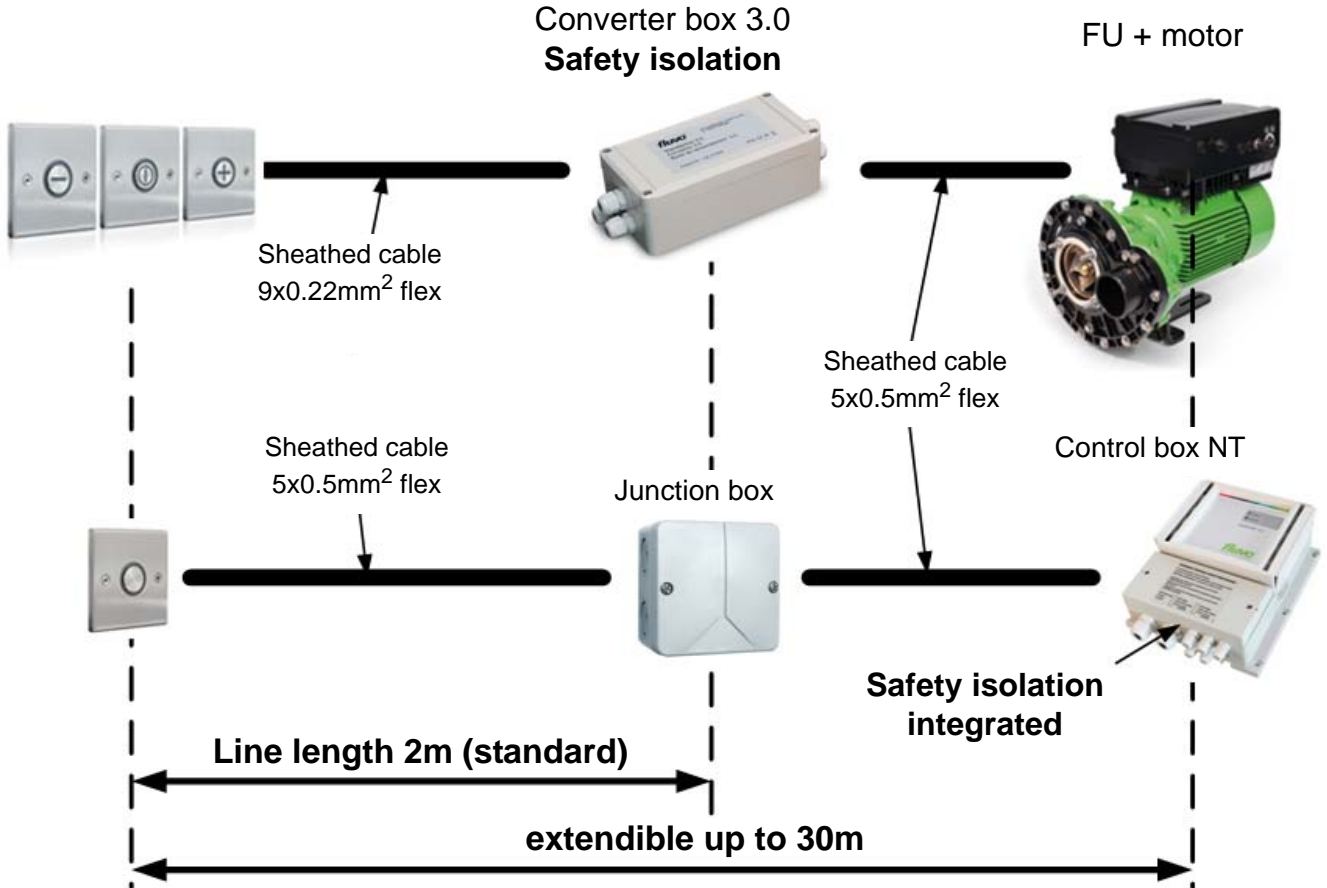 Converter box 3.0
Safety isolation
FU + motor
fluvo
Sheathed cable
9x0.22mm² flex
Sheathed cable
5x0.5mm² flex
Sheathed cable
5x0.5mm² flex
Junction box
Control box NT
fluvo
Safety isolation
integrated
Line length 2m (standard)
extendible up to 30m